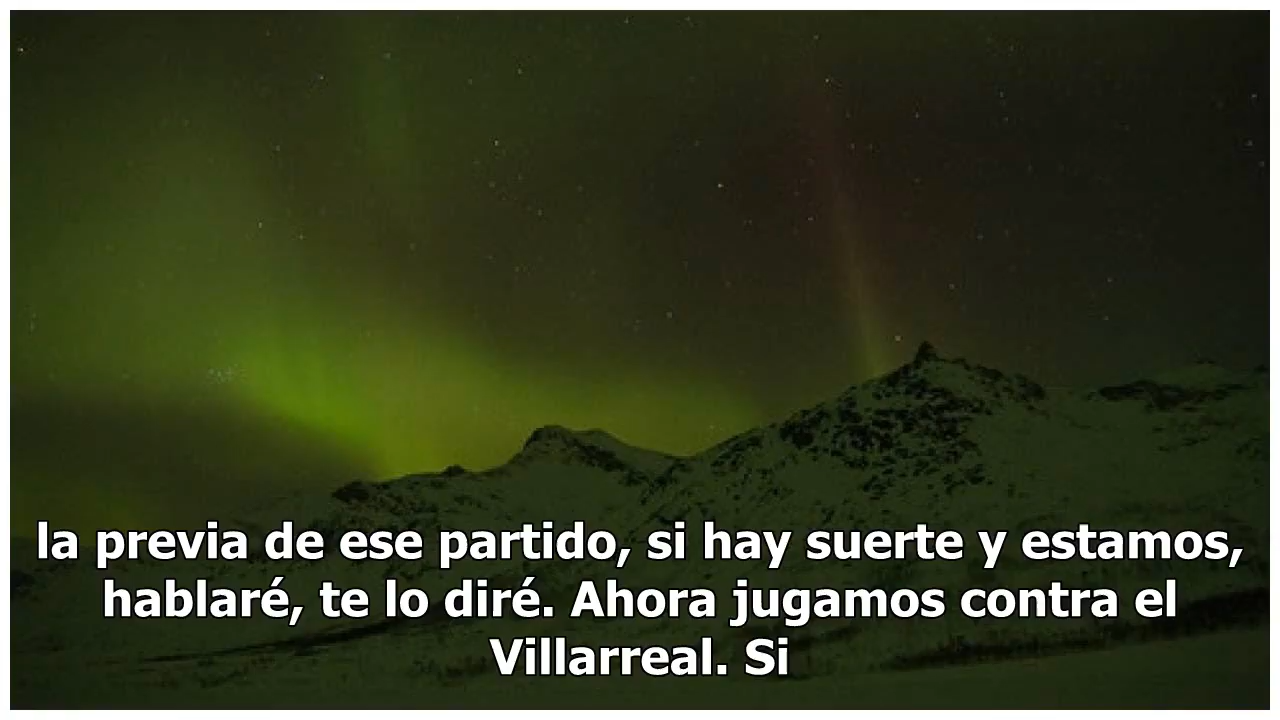 la previa de ese partido, si hay suerte y estamos,
hablaré, te lo diré. Ahora jugamos contra el
Villarreal. Si